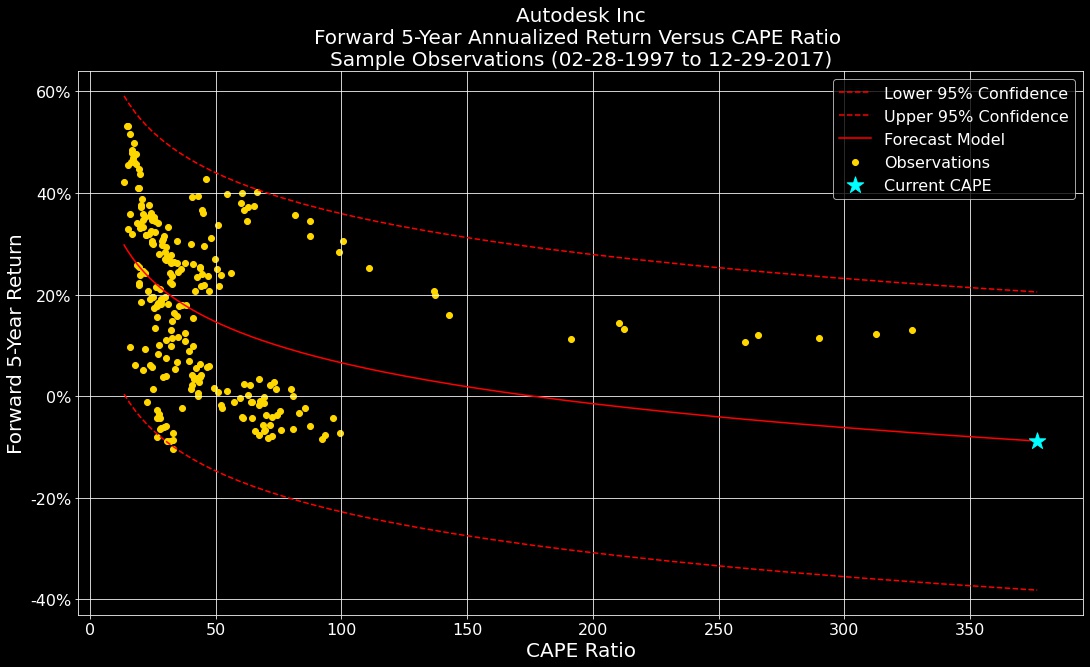 Autodesk Inc
Forward 5-Year Annualized Return Versus CAPE Ratio
Sample Observations (02-28-1997 to 12-29-2017)
Lower 95% Confidence
Upper 95% Confidence
Forecast Model
Observations
Current CAPE
Forward 5-Year Return
60%
40%
20%
0%
-20%
-40%
0 50 100 150 200 250 300 350
CAPE Ratio